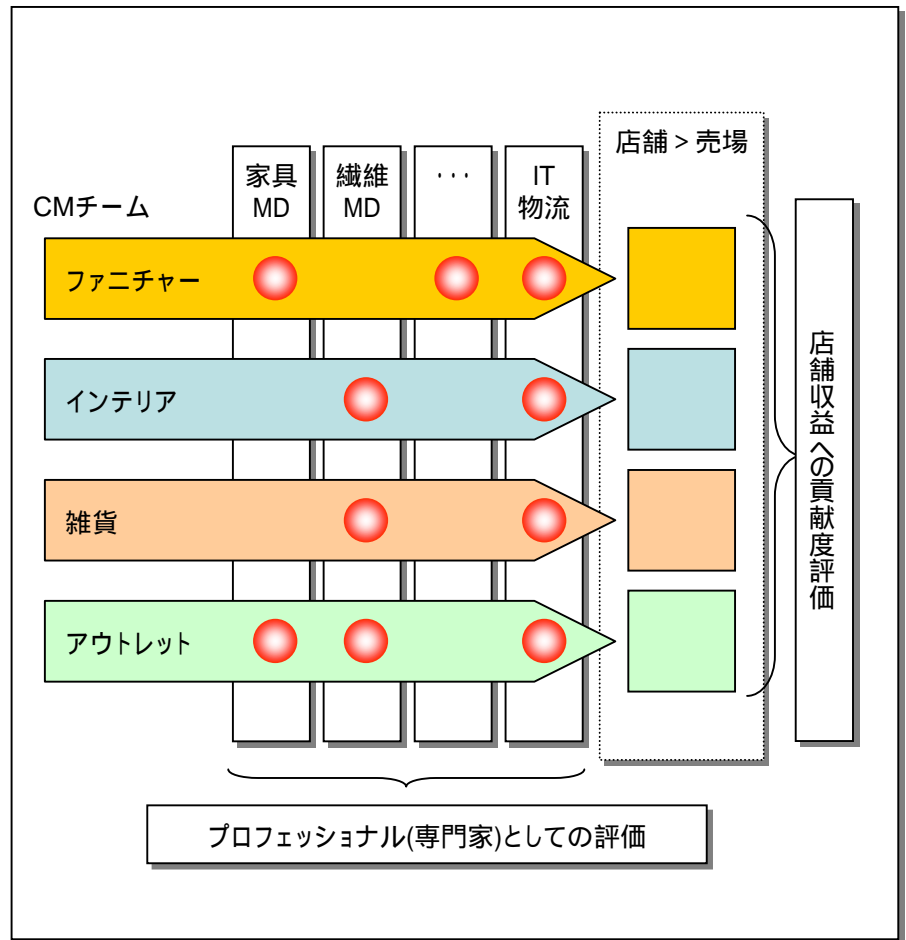 店舗 > 売場
家具
MD
繊維
MD
・・・
IT
物流
CMチーム
ファニチャー
インテリア
雑貨
アウトレット
店舗収益への貢献度評価
プロフェッショナル(専門家)としての評価